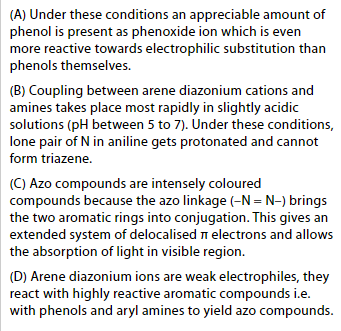 (A) Under these conditions an appreciable amount of
phenol is present as phenoxide ion which is even
more reactive towards electrophilic substitution than
phenols themselves.
(B) Coupling between arene diazonium cations and
amines takes place most rapidly in slightly acidic
solutions (pH between 5 to 7). Under these conditions,
lone pair of N in aniline gets protonated and cannot
form triazene.
(C) Azo compounds are intensely coloured
compounds because the azo linkage (–N = N–) brings
the two aromatic rings into conjugation. This gives an
extended system of delocalised π electrons and allows
the absorption of light in visible region.
(D) Arene diazonium ions are weak electrophiles, they
react with highly reactive aromatic compounds i.e.
with phenols and aryl amines to yield azo compounds.